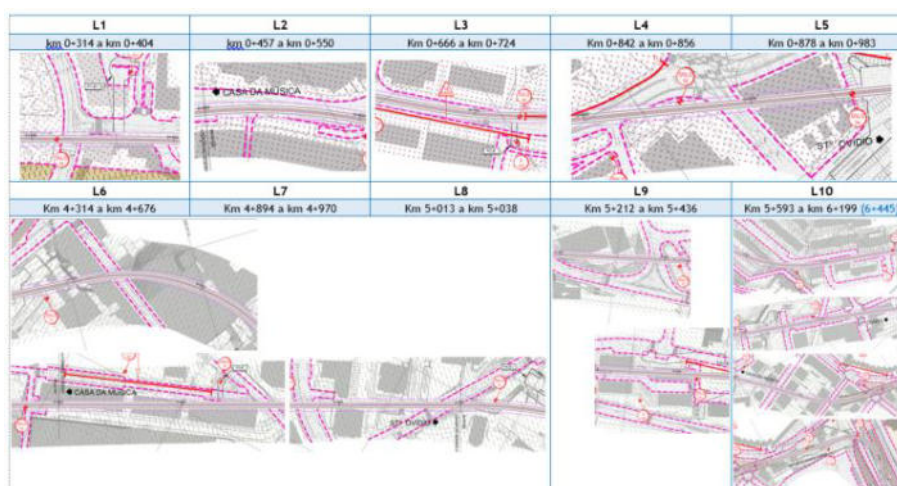 L1
L2
L3
L4
L5
km 0+314 a km 0+404
km 0+457 a km 0+550
Km 0+666 a km 0+724
Km 0+842 a km 0+856
Km 0+878 a km 0+983
CASA DA MÚSICA
STº OVÍDIO
L6
L7
L8
L9
L10
Km 4+314 a km 4+676
Km 4+894 a km 4+970
Km 5+013 a km 5+038
Km 5+212 a km 5+436
Km 5+593 a km 6+199 (6+445)
CASA DA MÚSICA
STº OVÍDIO